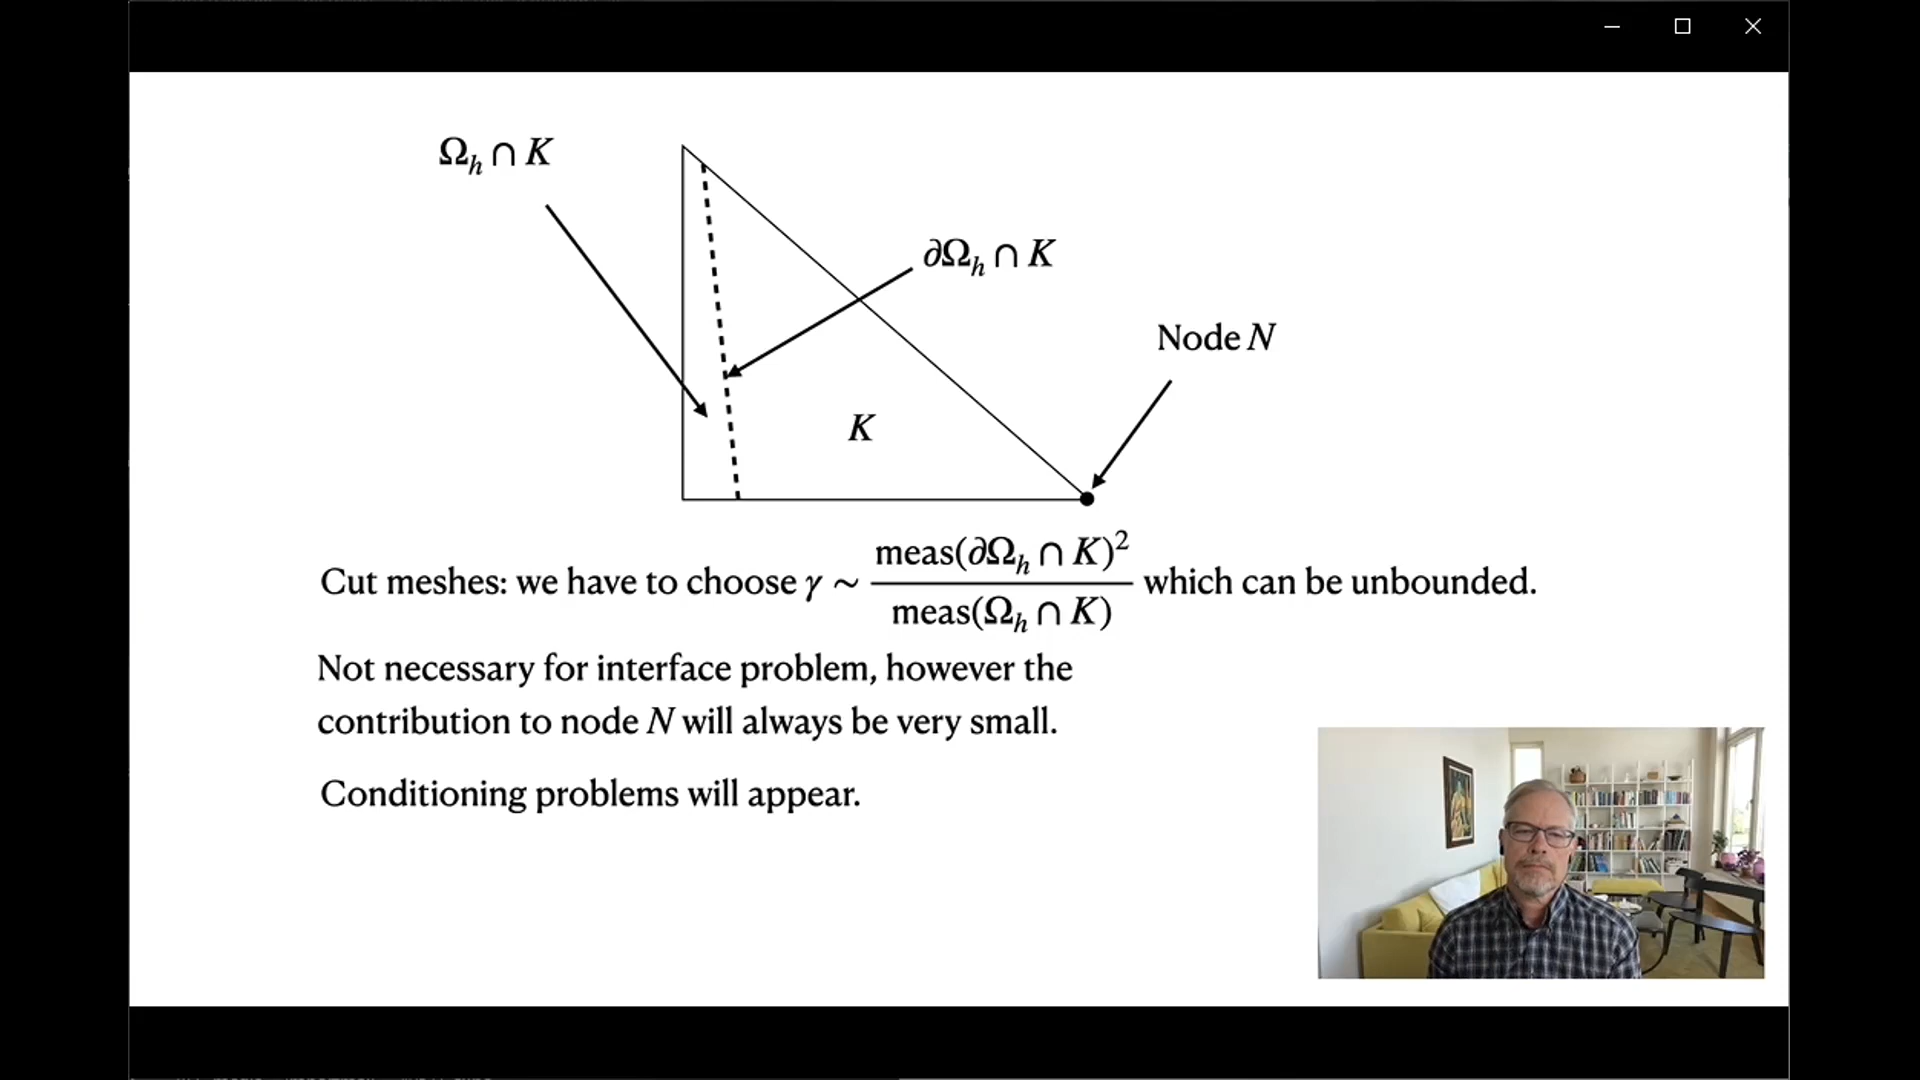 Ωₕ ∩ K
∂Ωₕ ∩ K
Node N
K
Cut meshes: we have to choose γ ∼ meas(∂Ωₕ ∩ K)² / meas(Ωₕ ∩ K) which can be unbounded.
Not necessary for interface problem, however the
contribution to node N will always be very small.
Conditioning problems will appear.